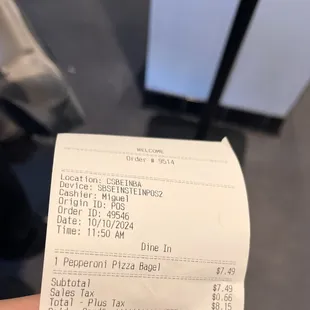 WELCOME
Order # 9514
Location: CSBEINBA
Device: SBSEINSTEINPOS2
Cashier: Miguel
Origin ID: POS
Order ID: 49546
Date: 10/10/2024
Time: 11:50 AM
Dine In
1 Pepperoni Pizza Bagel $7.49
Subtotal $7.49
Sales Tax $0.66
Total - Plus Tax $8.15